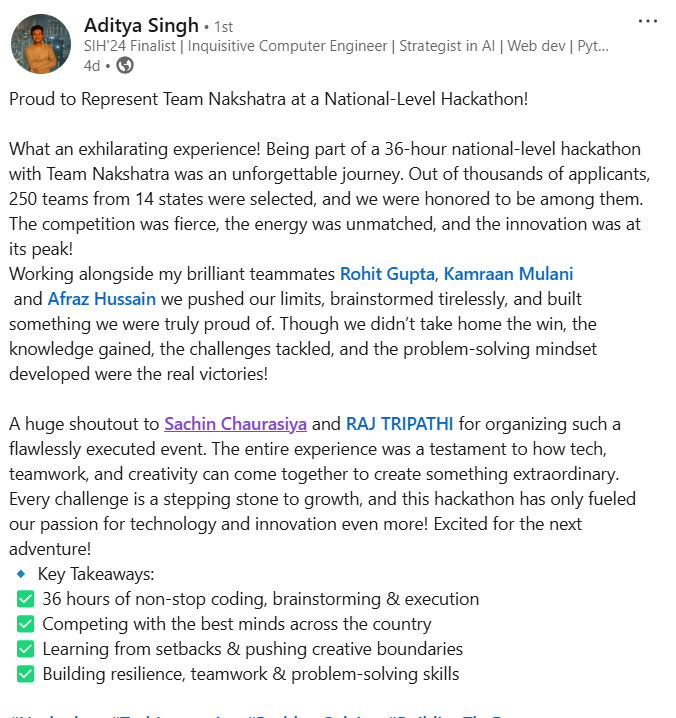 Aditya Singh • 1st
SIH'24 Finalist | Inquisitive Computer Engineer | Strategist in AI | Web dev | Pyt...
4d •
Proud to Represent Team Nakshatra at a National-Level Hackathon!
What an exhilarating experience! Being part of a 36-hour national-level hackathon
with Team Nakshatra was an unforgettable journey. Out of thousands of applicants,
250 teams from 14 states were selected, and we were honored to be among them.
The competition was fierce, the energy was unmatched, and the innovation was at
its peak!
Working alongside my brilliant teammates Rohit Gupta, Kamraan Mulani
and Afraz Hussain we pushed our limits, brainstormed tirelessly, and built
something we were truly proud of. Though we didn’t take home the win, the
knowledge gained, the challenges tackled, and the problem-solving mindset
developed were the real victories!
A huge shoutout to Sachin Chaurasiya and RAJ TRIPATHI for organizing such a
flawlessly executed event. The entire experience was a testament to how tech,
teamwork, and creativity can come together to create something extraordinary.
Every challenge is a stepping stone to growth, and this hackathon has only fueled
our passion for technology and innovation even more! Excited for the next
adventure!
🔹 Key Takeaways:
✅ 36 hours of non-stop coding, brainstorming & execution
✅ Competing with the best minds across the country
✅ Learning from setbacks & pushing creative boundaries
✅ Building resilience, teamwork & problem-solving skills